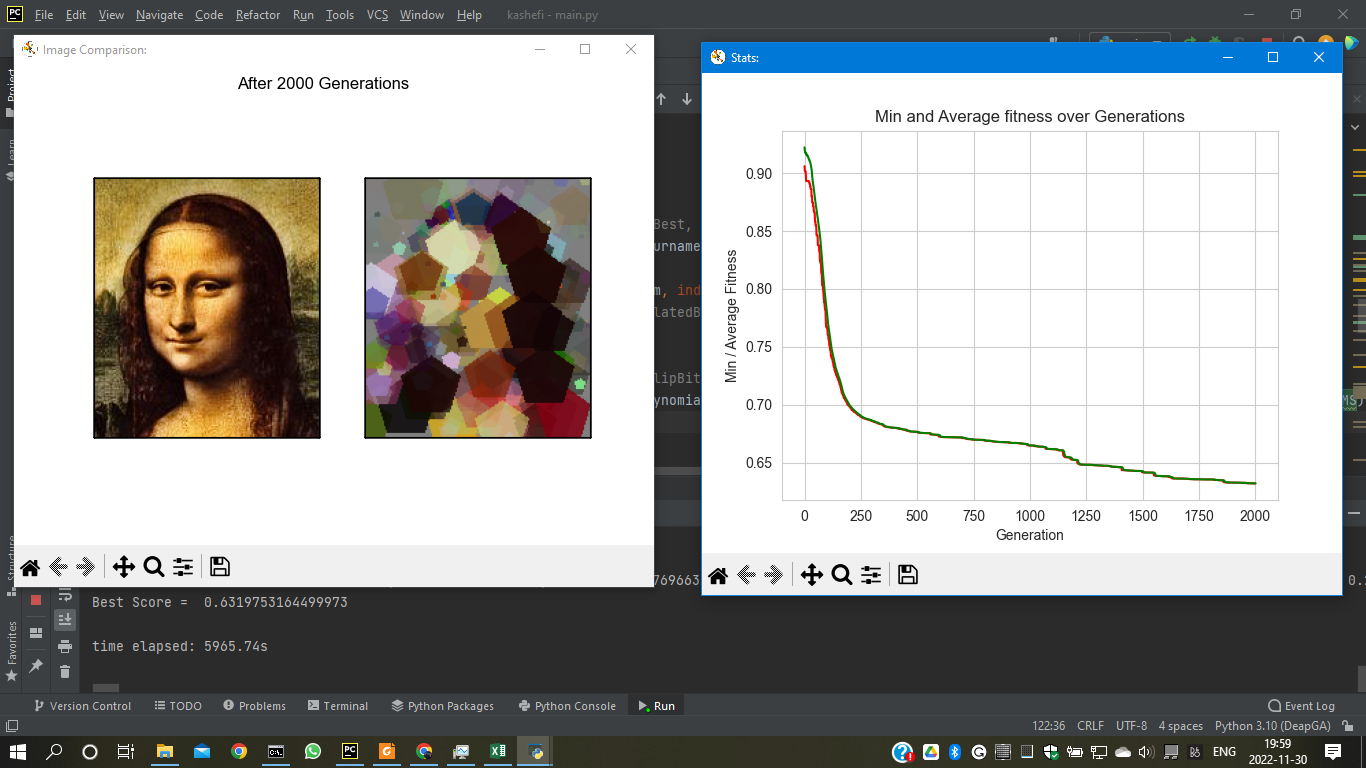 PC File Edit View Navigate Code Refactor Run Tools VCS Window Help kashefi - main.py
Image Comparison:
After 2000 Generations
Stats:
Min and Average fitness over Generations
0.90
0.85
0.80
0.75
0.70
0.65
Min / Average Fitness
0 250 500 750 1000 1250 1500 1750 2000
Generation
Project
Learn
Structure
Favorites
Best,
urname
m, ind
latedB
lipBit
ynomia
MS)
769663
0.
Best Score = 0.6319753164499973
time elapsed: 5965.74s
Version Control TODO Problems Terminal Python Packages Python Console Run Event Log
122:36 CRLF UTF-8 4 spaces Python 3.10 (DeapGA)
PC
ENG
19:59
2022-11-30